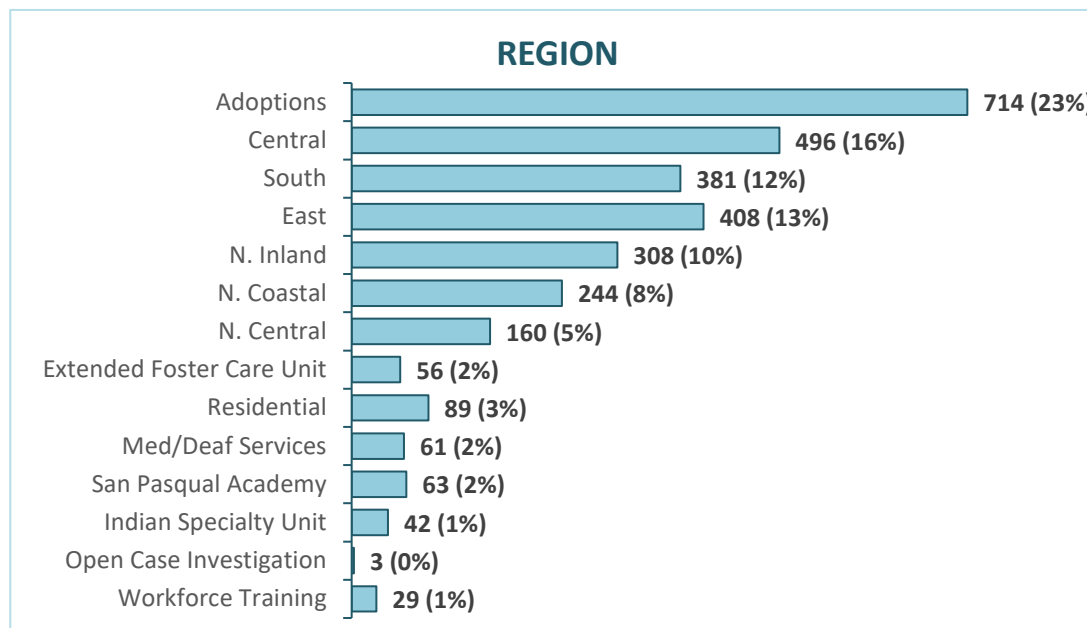 REGION
Adoptions 714 (23%)
Central 496 (16%)
South 381 (12%)
East 408 (13%)
N. Inland 308 (10%)
N. Coastal 244 (8%)
N. Central 160 (5%)
Extended Foster Care Unit 56 (2%)
Residential 89 (3%)
Med/Deaf Services 61 (2%)
San Pasqual Academy 63 (2%)
Indian Specialty Unit 42 (1%)
Open Case Investigation 3 (0%)
Workforce Training 29 (1%)